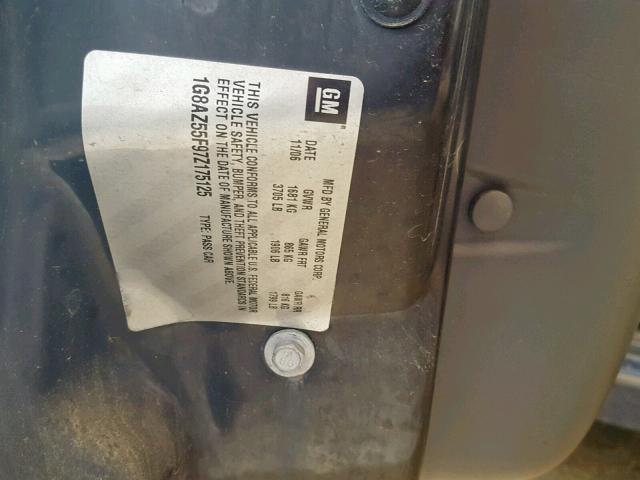 GM
MFD BY GENERAL MOTORS CORP.
DATE GVWR GAWR FRT GAWR RR
11/06 1681 KG 865 KG 816 KG
3705 LB 1906 LB 1799 LB
THIS VEHICLE CONFORMS TO ALL APPLICABLE U.S. FEDERAL MOTOR
VEHICLE SAFETY, BUMPER, AND THEFT PREVENTION STANDARDS IN
EFFECT ON THE DATE OF MANUFACTURE SHOWN ABOVE.
1G8AZ55F97Z175125 TYPE: PASS CAR